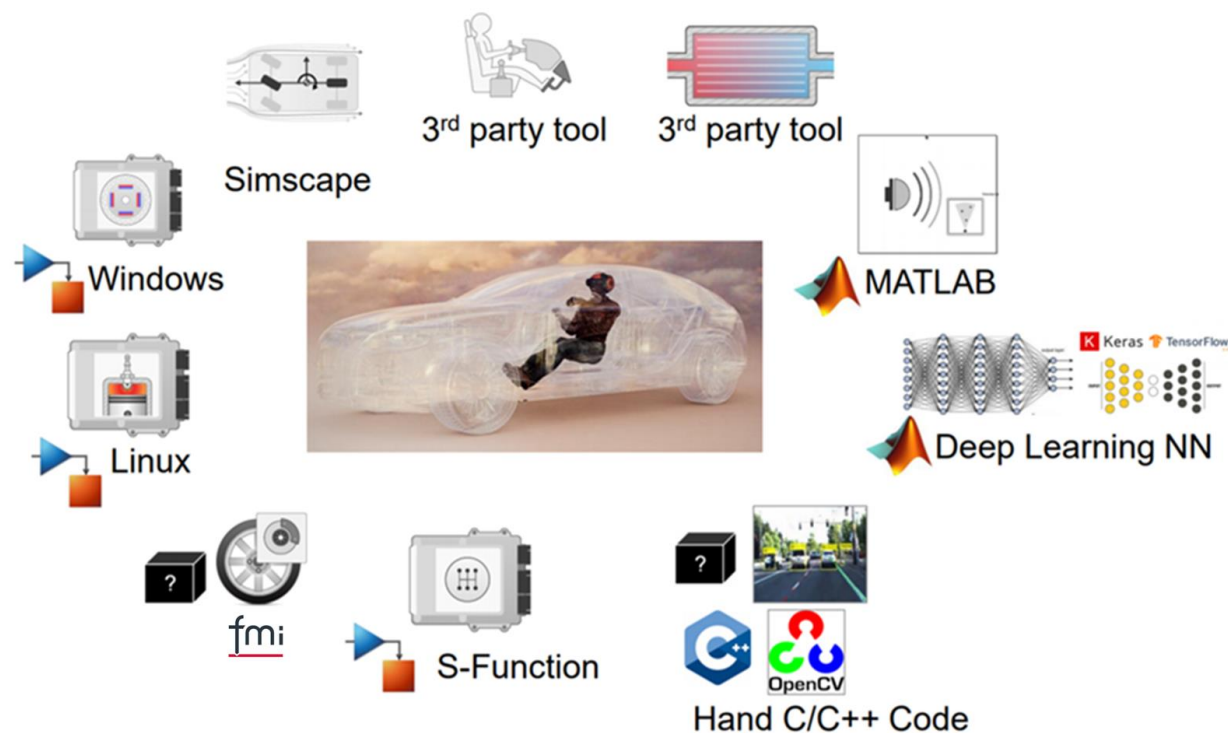 3rd party tool
3rd party tool
Simscape
Windows
MATLAB
K Keras TensorFlow
Linux
Deep Learning NN
?
?
fmi
S-Function
C++
OpenCV
Hand C/C++ Code